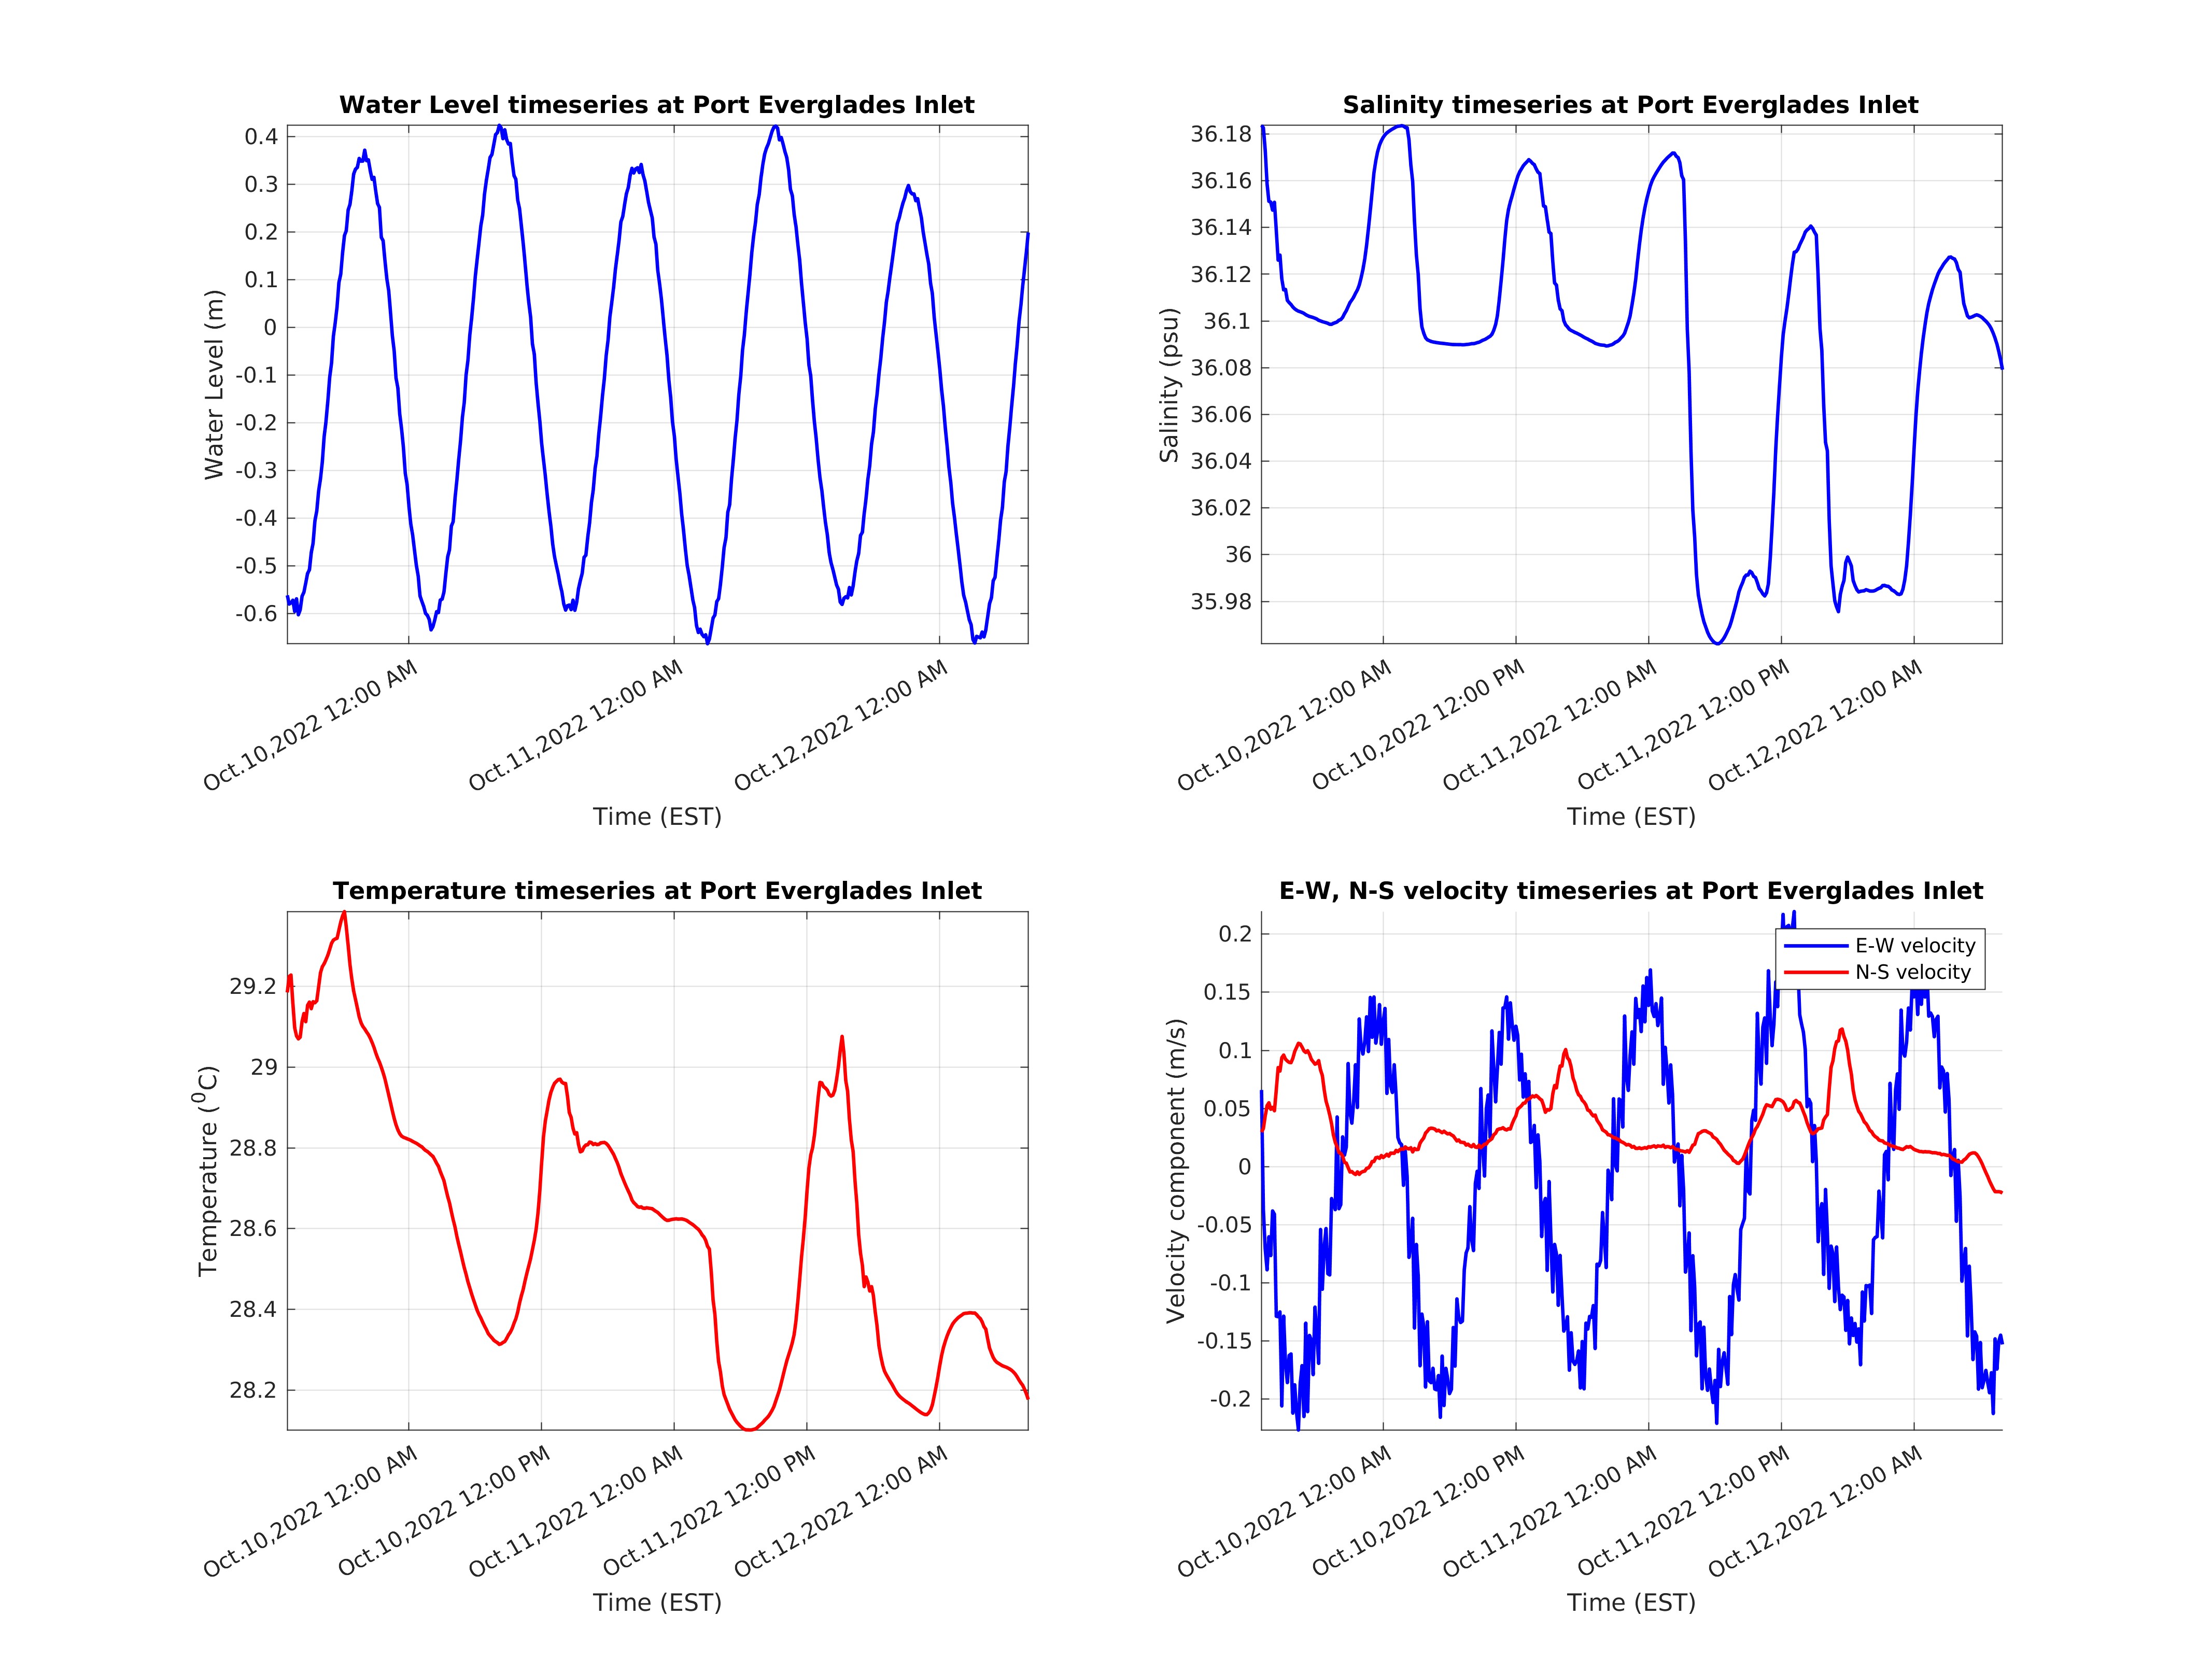 Water Level timeseries at Port Everglades Inlet
0.4
0.3
0.2
0.1
0
-0.1
-0.2
-0.3
-0.4
-0.5
-0.6
Water Level (m)
Oct.10,2022 12:00 AM
Oct.11,2022 12:00 AM
Oct.12,2022 12:00 AM
Time (EST)
Salinity timeseries at Port Everglades Inlet
36.18
36.16
36.14
36.12
36.1
36.08
36.06
36.04
36.02
36
35.98
Salinity (psu)
Oct.10,2022 12:00 AM
Oct.10,2022 12:00 PM
Oct.11,2022 12:00 AM
Oct.11,2022 12:00 PM
Oct.12,2022 12:00 AM
Time (EST)
Temperature timeseries at Port Everglades Inlet
29.2
29
28.8
28.6
28.4
28.2
Temperature (⁰C)
Oct.10,2022 12:00 AM
Oct.10,2022 12:00 PM
Oct.11,2022 12:00 AM
Oct.11,2022 12:00 PM
Oct.12,2022 12:00 AM
Time (EST)
E-W, N-S velocity timeseries at Port Everglades Inlet
0.2
0.15
0.1
0.05
0
-0.05
-0.1
-0.15
-0.2
Velocity component (m/s)
E-W velocity
N-S velocity
Oct.10,2022 12:00 AM
Oct.10,2022 12:00 PM
Oct.11,2022 12:00 AM
Oct.11,2022 12:00 PM
Oct.12,2022 12:00 AM
Time (EST)